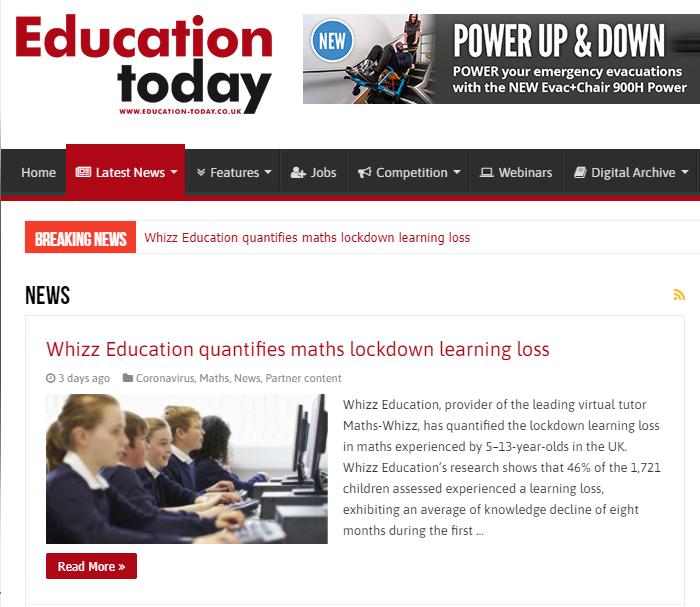 Education
today
WWW.EDUCATION-TODAY.CO.UK
NEW
POWER UP & DOWN
POWER your emergency evacuations
with the NEW Evac+Chair 900H Power
Home
Latest News
Features
Jobs
Competition
Webinars
Digital Archive
BREAKING NEWS
Whizz Education quantifies maths lockdown learning loss
NEWS
Whizz Education quantifies maths lockdown learning loss
3 days ago
Coronavirus, Maths, News, Partner content
Whizz Education, provider of the leading virtual tutor
Maths-Whizz, has quantified the lockdown learning loss
in maths experienced by 5–13-year-olds in the UK.
Whizz Education’s research shows that 46% of the 1,721
children assessed experienced a learning loss,
exhibiting an average of knowledge decline of eight
months during the first ...
Read More »